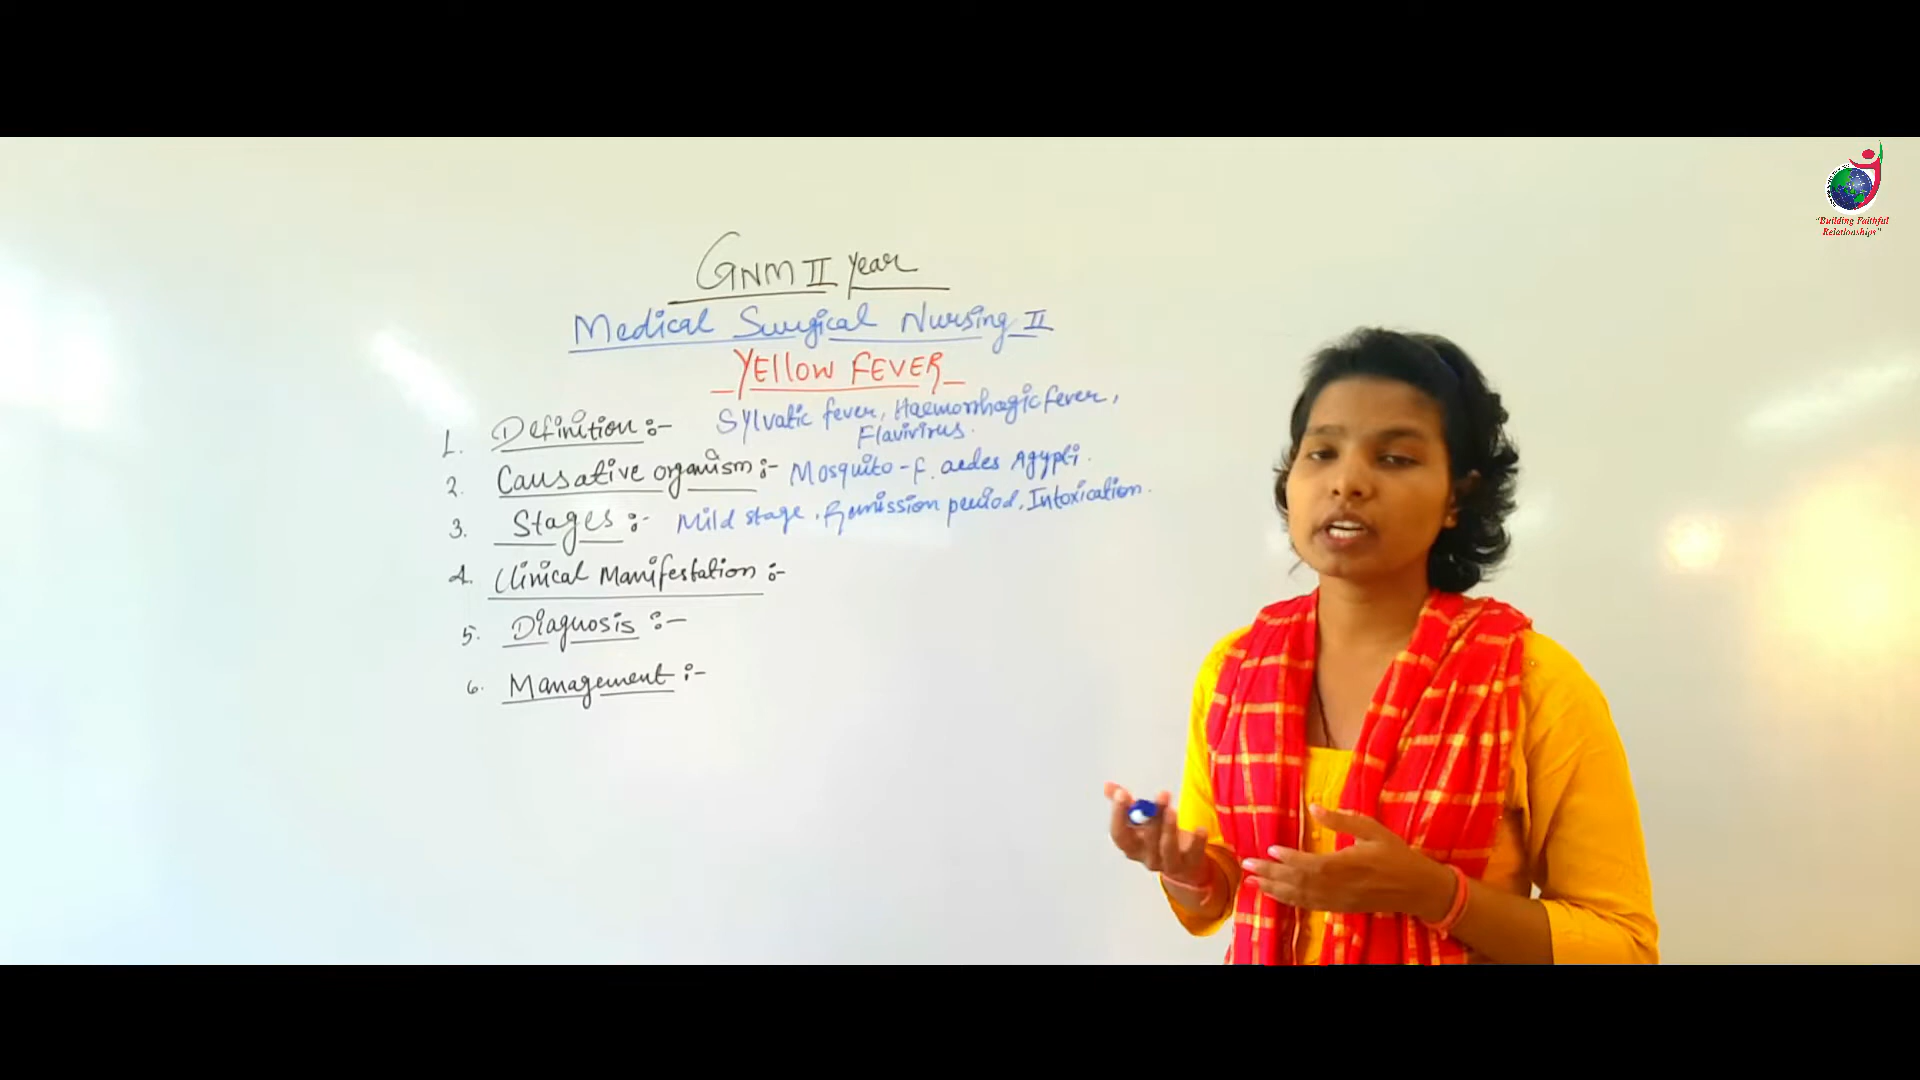 GNM II year
Medical Surgical Nursing II
YEllow FEVER
1. Definition :- Sylvatic fever, Haemorrhagic fever,
Flavivirus.
2. Causative organism :- Mosquito - f. aedes Agypti.
3. Stages :- Mild stage, Remission period, Intoxication.
4. Clinical Manifestation :-
5. Diagnosis :-
6. Management :-
"Building Faithful
Relationships"